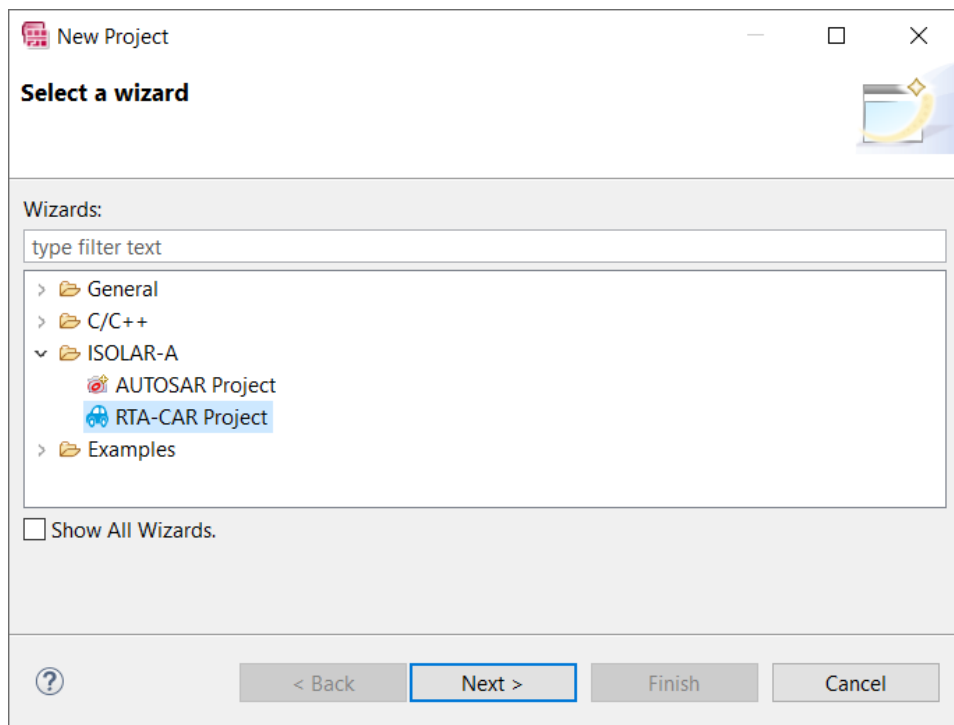 New Project
Select a wizard
Wizards:
type filter text
General
C/C++
ISOLAR-A
AUTOSAR Project
RTA-CAR Project
Examples
Show All Wizards.
< Back Next > Finish Cancel